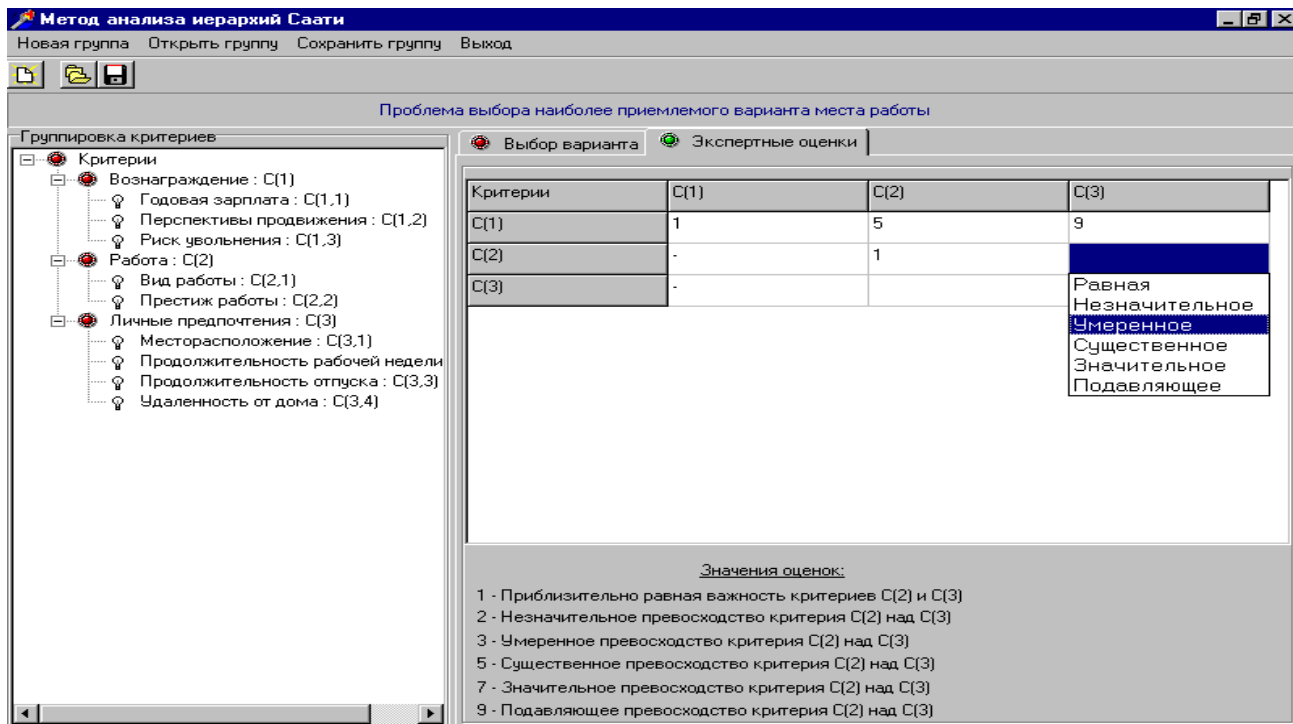 Метод анализа иерархий Саати
Новая группа Открыть группу Сохранить группу Выход
Проблема выбора наиболее приемлемого варианта места работы
Группировка критериев
Критерии
Вознаграждение : C(1)
Годовая зарплата : C(1,1)
Перспективы продвижения : C(1,2)
Риск увольнения : C(1,3)
Работа : C(2)
Вид работы : C(2,1)
Престиж работы : C(2,2)
Личные предпочтения : C(3)
Месторасположение : C(3,1)
Продолжительность рабочей недели
Продолжительность отпуска : C(3,3)
Удаленность от дома : C(3,4)
Выбор варианта Экспертные оценки
Критерии C(1) C(2) C(3)
C(1) 1 5 9
C(2) - 1
C(3) -
Равная
Незначительное
Умеренное
Существенное
Значительное
Подавляющее
Значения оценок:
1 - Приблизительно равная важность критериев C(2) и C(3)
2 - Незначительное превосходство критерия C(2) над C(3)
3 - Умеренное превосходство критерия C(2) над C(3)
5 - Существенное превосходство критерия C(2) над C(3)
7 - Значительное превосходство критерия C(2) над C(3)
9 - Подавляющее превосходство критерия C(2) над C(3)